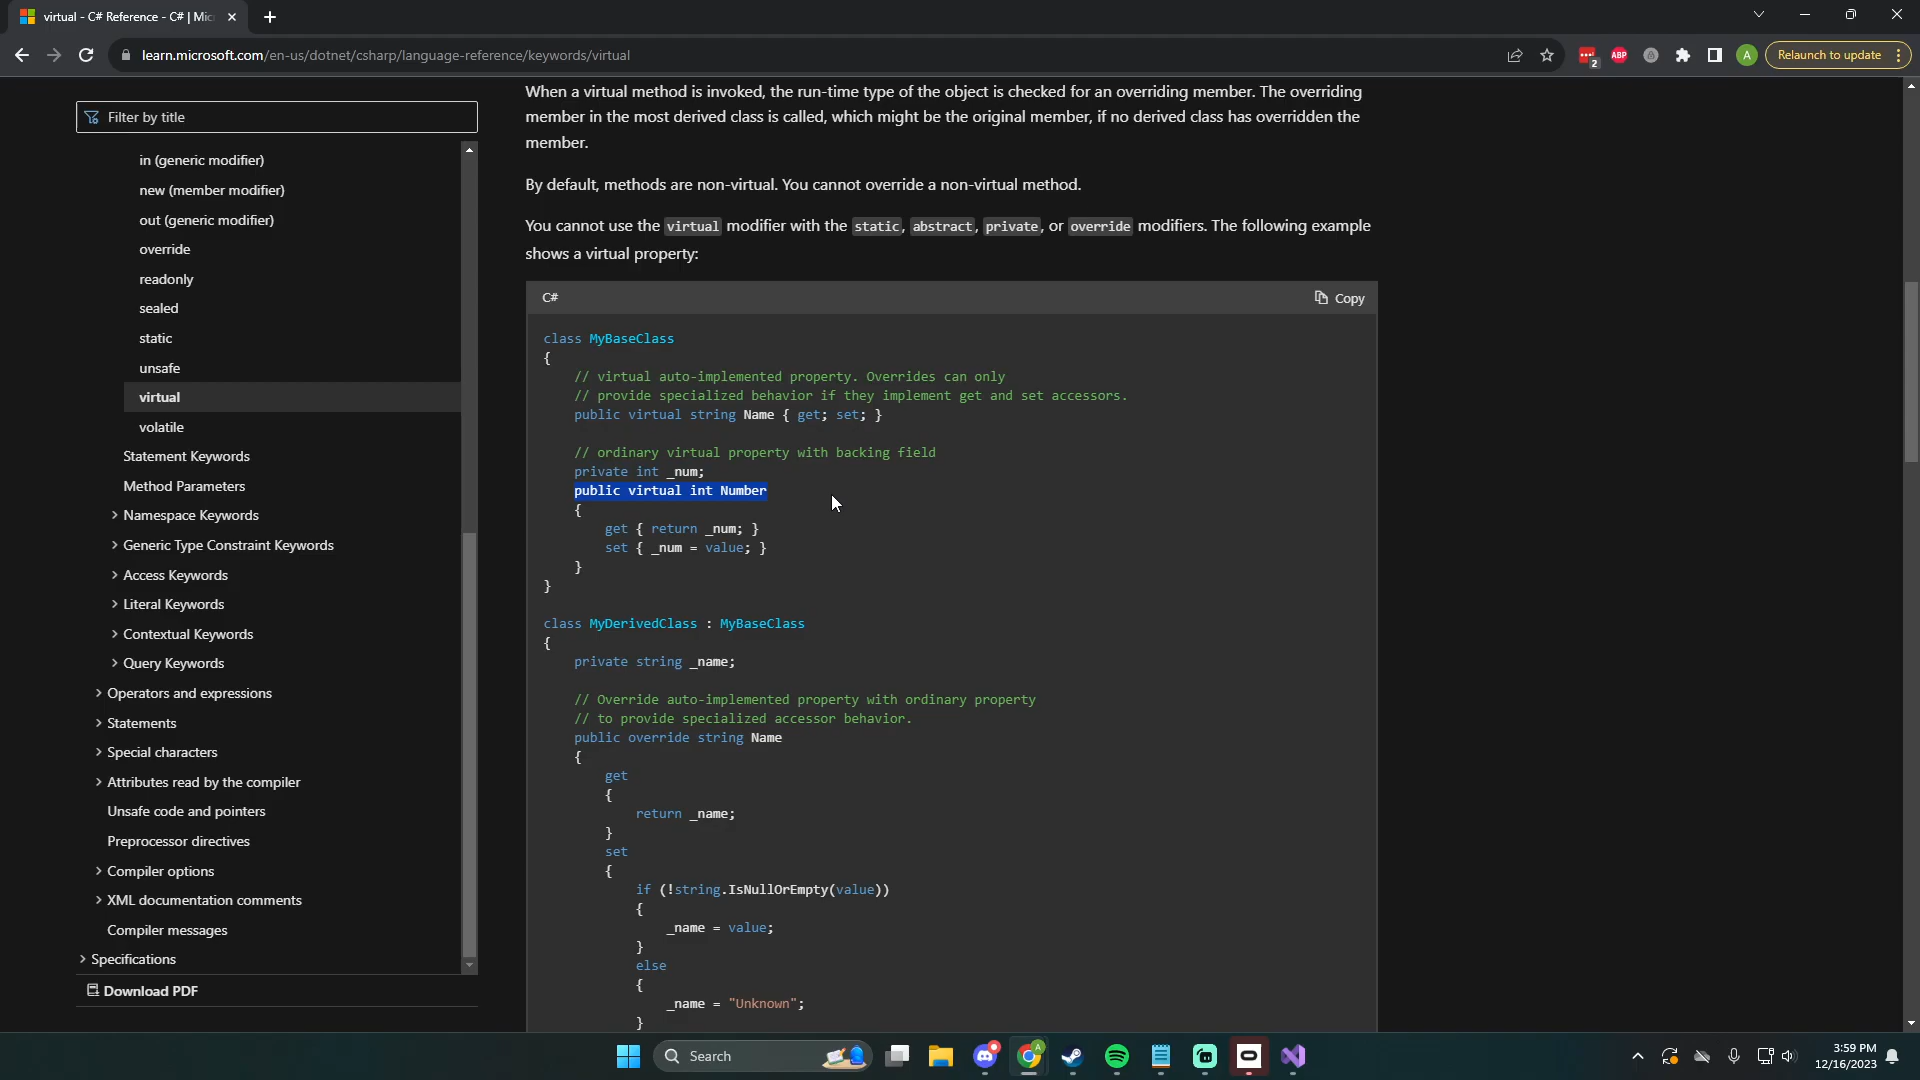 virtual - C# Reference - C# | Mic
learn.microsoft.com/en-us/dotnet/csharp/language-reference/keywords/virtual
2
ABP
A
Relaunch to update
Filter by title
in (generic modifier)
new (member modifier)
out (generic modifier)
override
readonly
sealed
static
unsafe
virtual
volatile
Statement Keywords
Method Parameters
Namespace Keywords
Generic Type Constraint Keywords
Access Keywords
Literal Keywords
Contextual Keywords
Query Keywords
Operators and expressions
Statements
Special characters
Attributes read by the compiler
Unsafe code and pointers
Preprocessor directives
Compiler options
XML documentation comments
Compiler messages
Specifications
Download PDF
When a virtual method is invoked, the run-time type of the object is checked for an overriding member. The overriding
member in the most derived class is called, which might be the original member, if no derived class has overridden the
member.
By default, methods are non-virtual. You cannot override a non-virtual method.
You cannot use the virtual modifier with the static, abstract, private, or override modifiers. The following example
shows a virtual property:
C#
Copy
class MyBaseClass
{
// virtual auto-implemented property. Overrides can only
// provide specialized behavior if they implement get and set accessors.
public virtual string Name { get; set; }
// ordinary virtual property with backing field
private int _num;
public virtual int Number
{
get { return _num; }
set { _num = value; }
}
}
class MyDerivedClass : MyBaseClass
{
private string _name;
// Override auto-implemented property with ordinary property
// to provide specialized accessor behavior.
public override string Name
{
get
{
return _name;
}
set
{
if (!string.IsNullOrEmpty(value))
{
_name = value;
}
else
{
_name = "Unknown";
}
Search
A
3:59 PM
12/16/2023